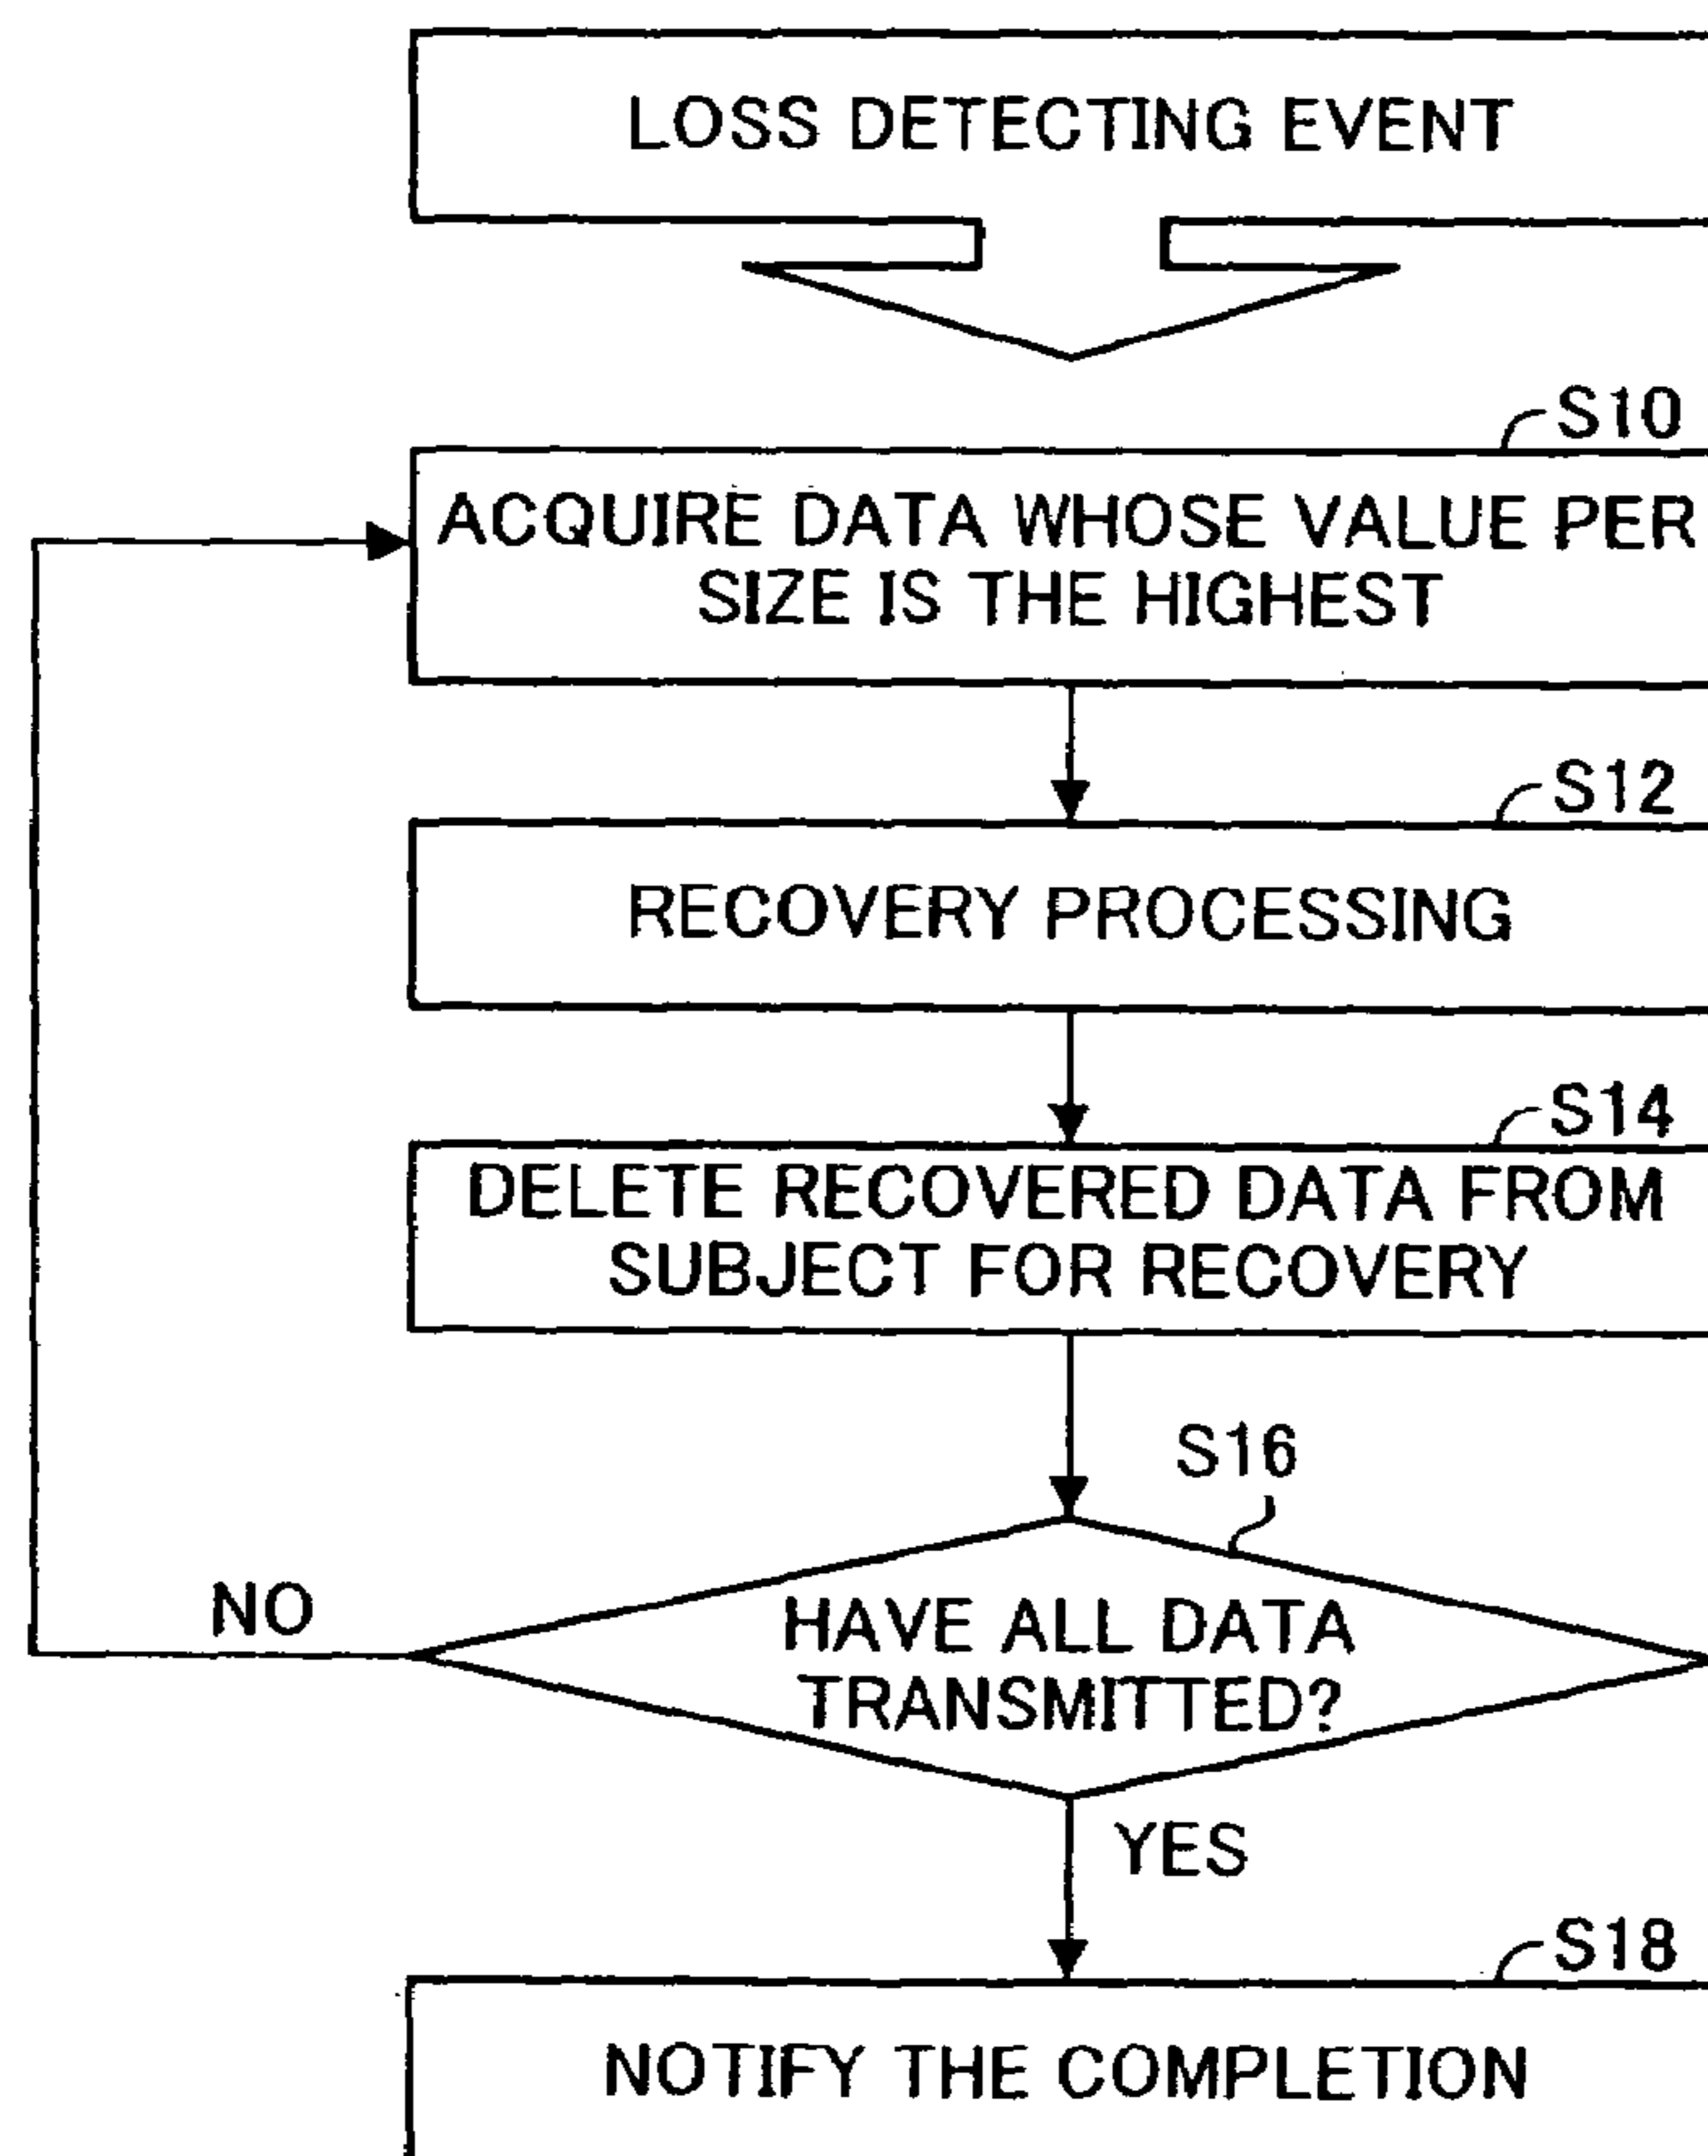 LOSS DETECTING EVENT
S10
ACQUIRE DATA WHOSE VALUE PER
SIZE IS THE HIGHEST
S12
RECOVERY PROCESSING
S14
DELETE RECOVERED DATA FROM
SUBJECT FOR RECOVERY
S16
HAVE ALL DATA
TRANSMITTED?
NO
YES
S18
NOTIFY THE COMPLETION